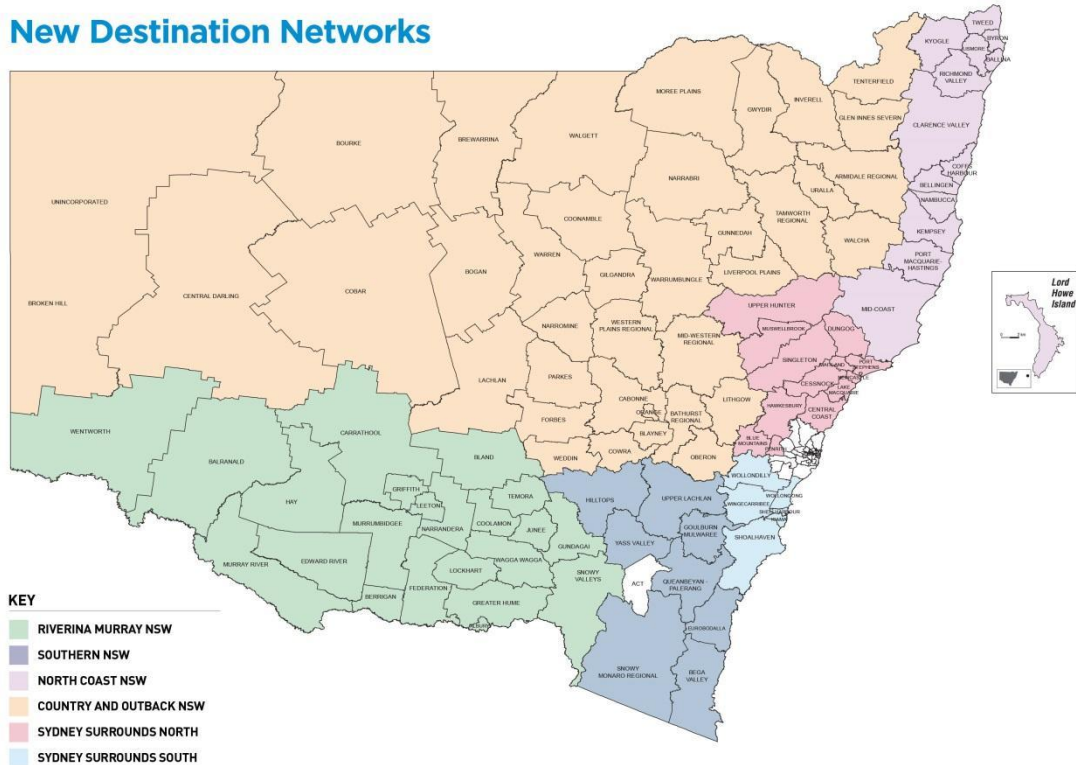 New Destination Networks
TWEED
KYOGLE
BYRON
LISMORE
BALLINA
RICHMOND
VALLEY
TENTERFIELD
MOREE PLAINS
GWYDIR
INVERELL
GLEN INNES SEVERN
CLARENCE VALLEY
BOURKE
BREWARRINA
WALGETT
NARRABRI
ARMIDALE REGIONAL
URALLA
COFFS
HARBOUR
BELLINGEN
NAMBUCCA
UNINCORPORATED
COONAMBLE
TAMWORTH
REGIONAL
GUNNEDAH
WALCHA
KEMPSEY
PORT
MACQUARIE-
HASTINGS
BOGAN
WARREN
GILGANDRA
WARRUMBUNGLE
LIVERPOOL PLAINS
BROKEN HILL
CENTRAL DARLING
COBAR
UPPER HUNTER
MID COAST
Lord
Howe
Island
NARROMINE
WESTERN
PLAINS REGIONAL
MID-WESTERN
REGIONAL
MUSWELLBROOK
DUNGOG
SINGLETON
MAITLAND
PORT
STEPHENS
NEWCASTLE
LAKE
MACQUARIE
CESSNOCK
LACHLAN
PARKES
CABONNE
ORANGE
BATHURST
REGIONAL
LITHGOW
HAWKESBURY
CENTRAL
COAST
FORBES
BLAYNEY
WEDDIN
COWRA
OBERON
BLUE
MOUNTAINS
PENRITH
WENTWORTH
CARRATHOOL
BALRANALD
BLAND
WOLLONDILLY
HAY
GRIFFITH
LEETON
TEMORA
HILLTOPS
UPPER LACHLAN
WINGECARRIBEE
WOLLONGONG
SHELLHARBOUR
KIAMA
MURRUMBIDGEE
NARRANDERA
COOLAMON
JUNEE
GUNDAGAI
YASS VALLEY
GOULBURN
MULWAREE
SHOALHAVEN
MURRAY RIVER
EDWARD RIVER
LOCKHART
WAGGA WAGGA
SNOWY
VALLEYS
ACT
QUEANBEYAN -
PALERANG
BERRIGAN
FEDERATION
GREATER HUME
ALBURY
EUROBODALLA
SNOWY
MONARO REGIONAL
BEGA
VALLEY
KEY
RIVERINA MURRAY NSW
SOUTHERN NSW
NORTH COAST NSW
COUNTRY AND OUTBACK NSW
SYDNEY SURROUNDS NORTH
SYDNEY SURROUNDS SOUTH